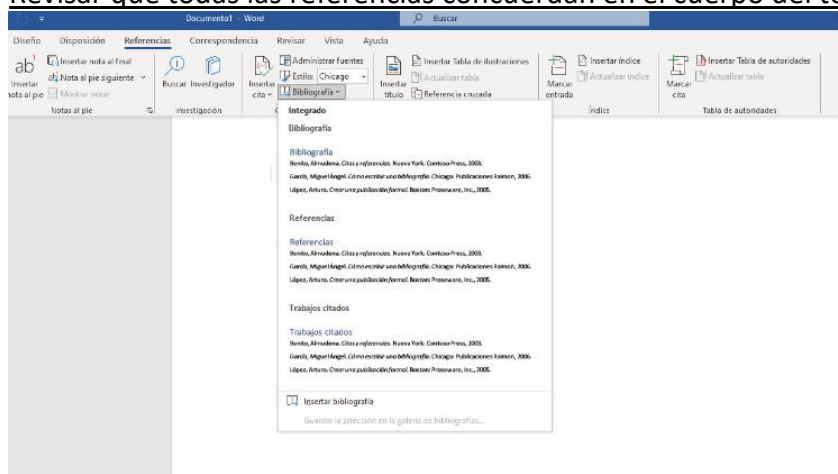 Revisar que todas las referencias concuerdan en el cuerpo del
Documento1 - Word
Buscar
Diseño Disposición Referencias Correspondencia Revisar Vista Ayuda
ab
Insertar nota al final
Nota al pie siguiente
Mostrar notas
Insertar
nota al pie
Notas al pie
Buscar Investigador
Investigación
Insertar
cita
Administrar fuentes
Estilo: Chicago
Bibliografía
Insertar
título
Insertar Tabla de ilustraciones
Actualizar tabla
Referencia cruzada
Marcar
entrada
Insertar índice
Actualizar índice
Índice
Marcar
cita
Insertar Tabla de autoridades
Actualizar tabla
Tabla de autoridades
Integrado
Bibliografía
Bibliografía
Benito, Almudena. Citas y referencias. Nueva York: Contoso Press, 2003.
García, Miguel Ángel. Cómo escribir una bibliografía. Chicago: Publicaciones Raimon, 2006.
López, Arturo. Crear una publicación formal. Boston: Proseware, Inc., 2005.
Referencias
Referencias
Benito, Almudena. Citas y referencias. Nueva York: Contoso Press, 2003.
García, Miguel Ángel. Cómo escribir una bibliografía. Chicago: Publicaciones Raimon, 2006.
López, Arturo. Crear una publicación formal. Boston: Proseware, Inc., 2005.
Trabajos citados
Trabajos citados
Benito, Almudena. Citas y referencias. Nueva York: Contoso Press, 2003.
García, Miguel Ángel. Cómo escribir una bibliografía. Chicago: Publicaciones Raimon, 2006.
López, Arturo. Crear una publicación formal. Boston: Proseware, Inc., 2005.
Insertar bibliografía
Guardar la selección en la galería de bibliografías...